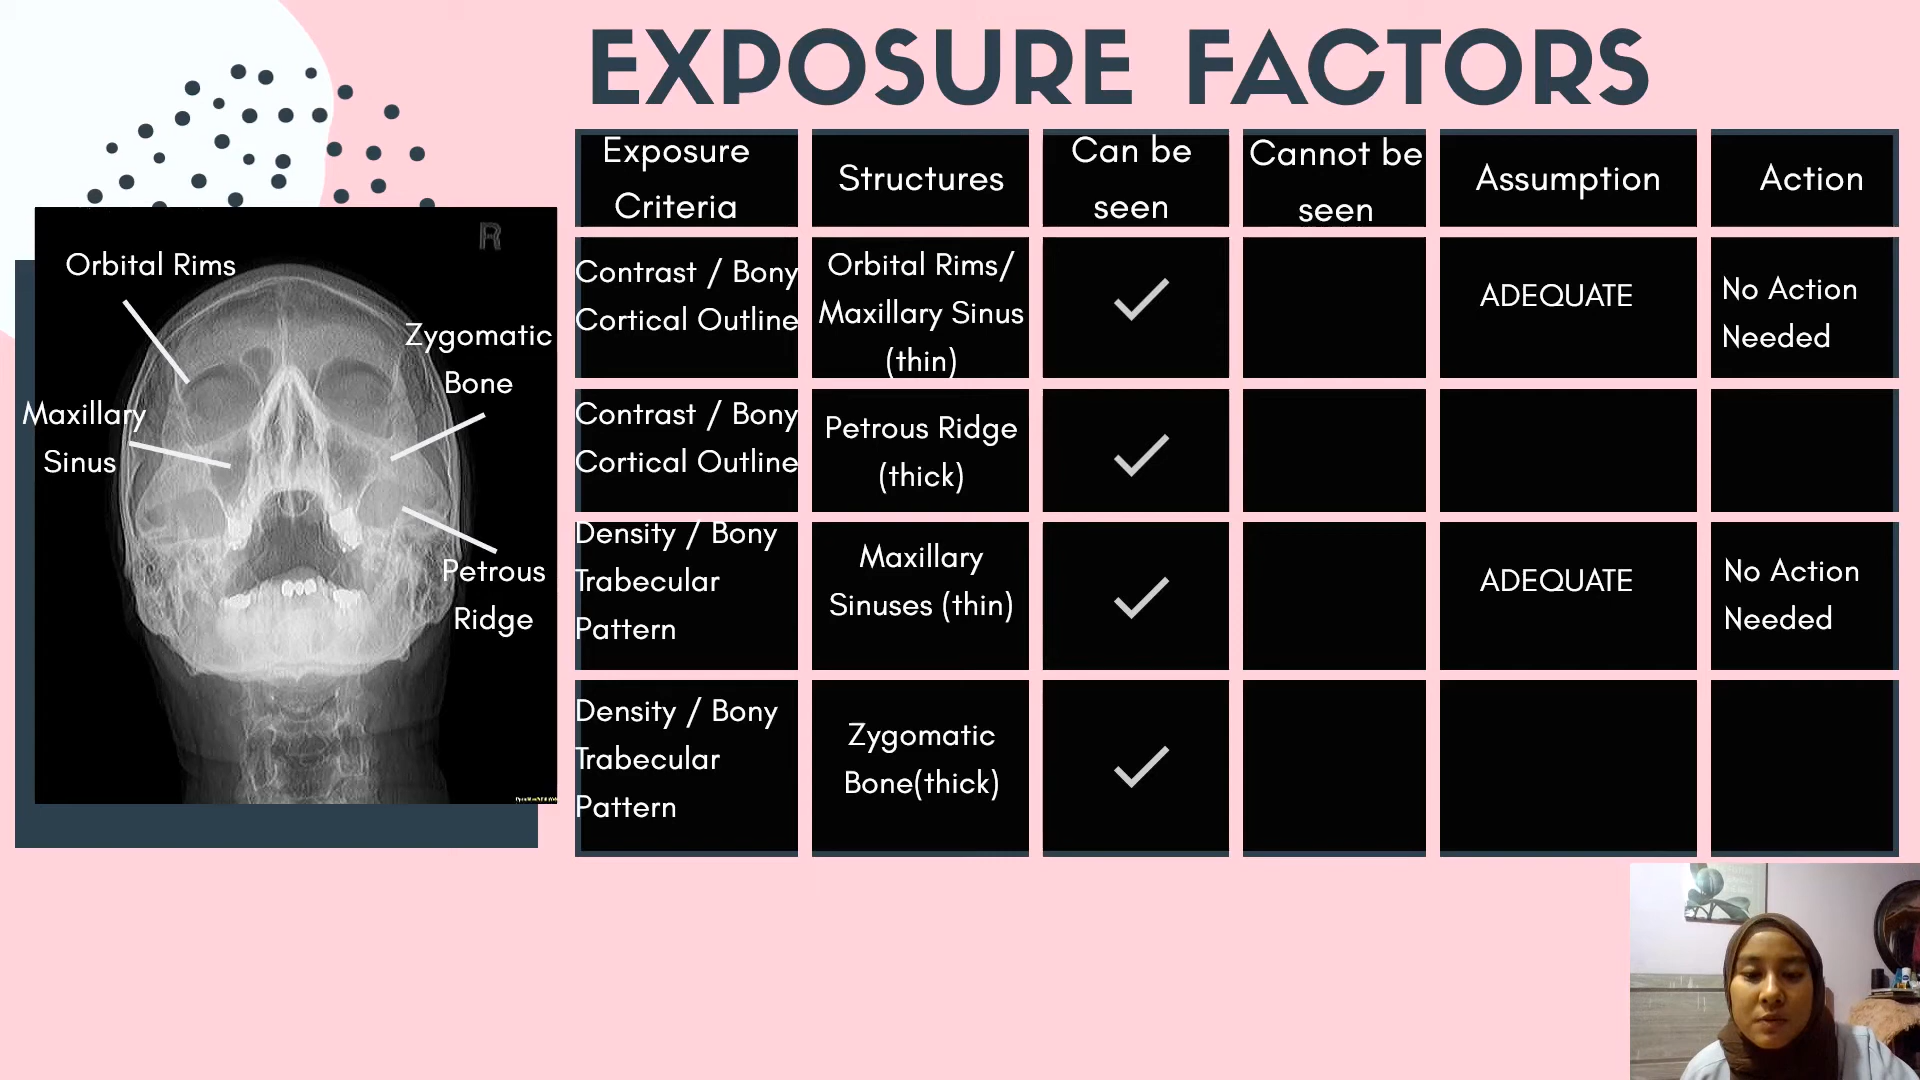 EXPOSURE FACTORS
R
Orbital Rims
Zygomatic
Bone
Maxillary
Sinus
Petrous
Ridge
Exposure
Criteria
Structures
Can be
seen
Cannot be
seen
Assumption
Action
Contrast / Bony
Cortical Outline
Orbital Rims/
Maxillary Sinus
(thin)
ADEQUATE
No Action
Needed
Contrast / Bony
Cortical Outline
Petrous Ridge
(thick)
Density / Bony
Trabecular
Pattern
Maxillary
Sinuses (thin)
ADEQUATE
No Action
Needed
Density / Bony
Trabecular
Pattern
Zygomatic
Bone(thick)